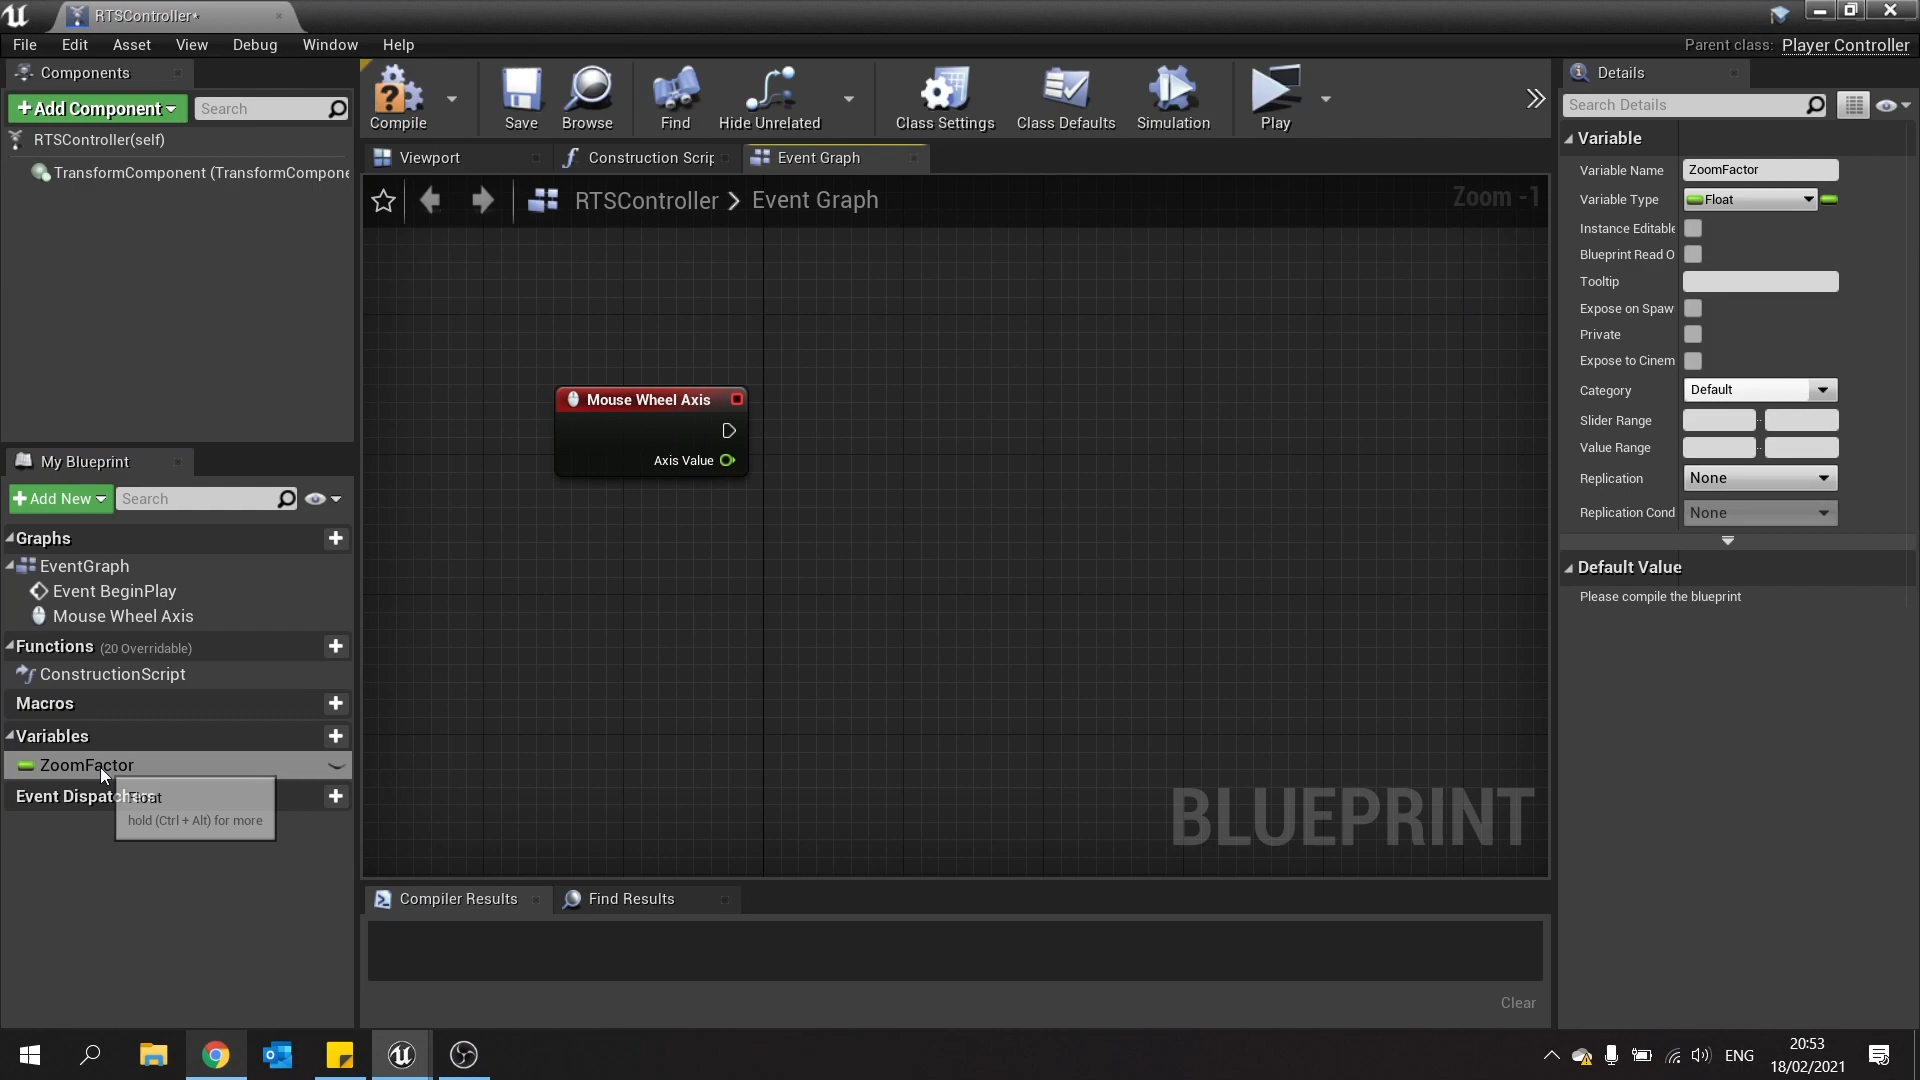 RTSController*
File Edit Asset View Debug Window Help
Parent class: Player Controller
Components
+Add Component
Search
RTSController(self)
TransformComponent (TransformCompone
Compile
Save
Browse
Find
Hide Unrelated
Class Settings
Class Defaults
Simulation
Play
Viewport
Construction Scrip
Event Graph
RTSController > Event Graph
Zoom -1
Mouse Wheel Axis
Axis Value
BLUEPRINT
My Blueprint
+Add New
Search
Graphs
EventGraph
Event BeginPlay
Mouse Wheel Axis
Functions (20 Overridable)
ConstructionScript
Macros
Variables
ZoomFactor
Event Dispatchers
Float
hold (Ctrl + Alt) for more
Compiler Results
Find Results
Clear
Details
Search Details
Variable
Variable Name ZoomFactor
Variable Type Float
Instance Editable
Blueprint Read O
Tooltip
Expose on Spaw
Private
Expose to Cinem
Category Default
Slider Range
Value Range
Replication None
Replication Cond None
Default Value
Please compile the blueprint
ENG
20:53
18/02/2021